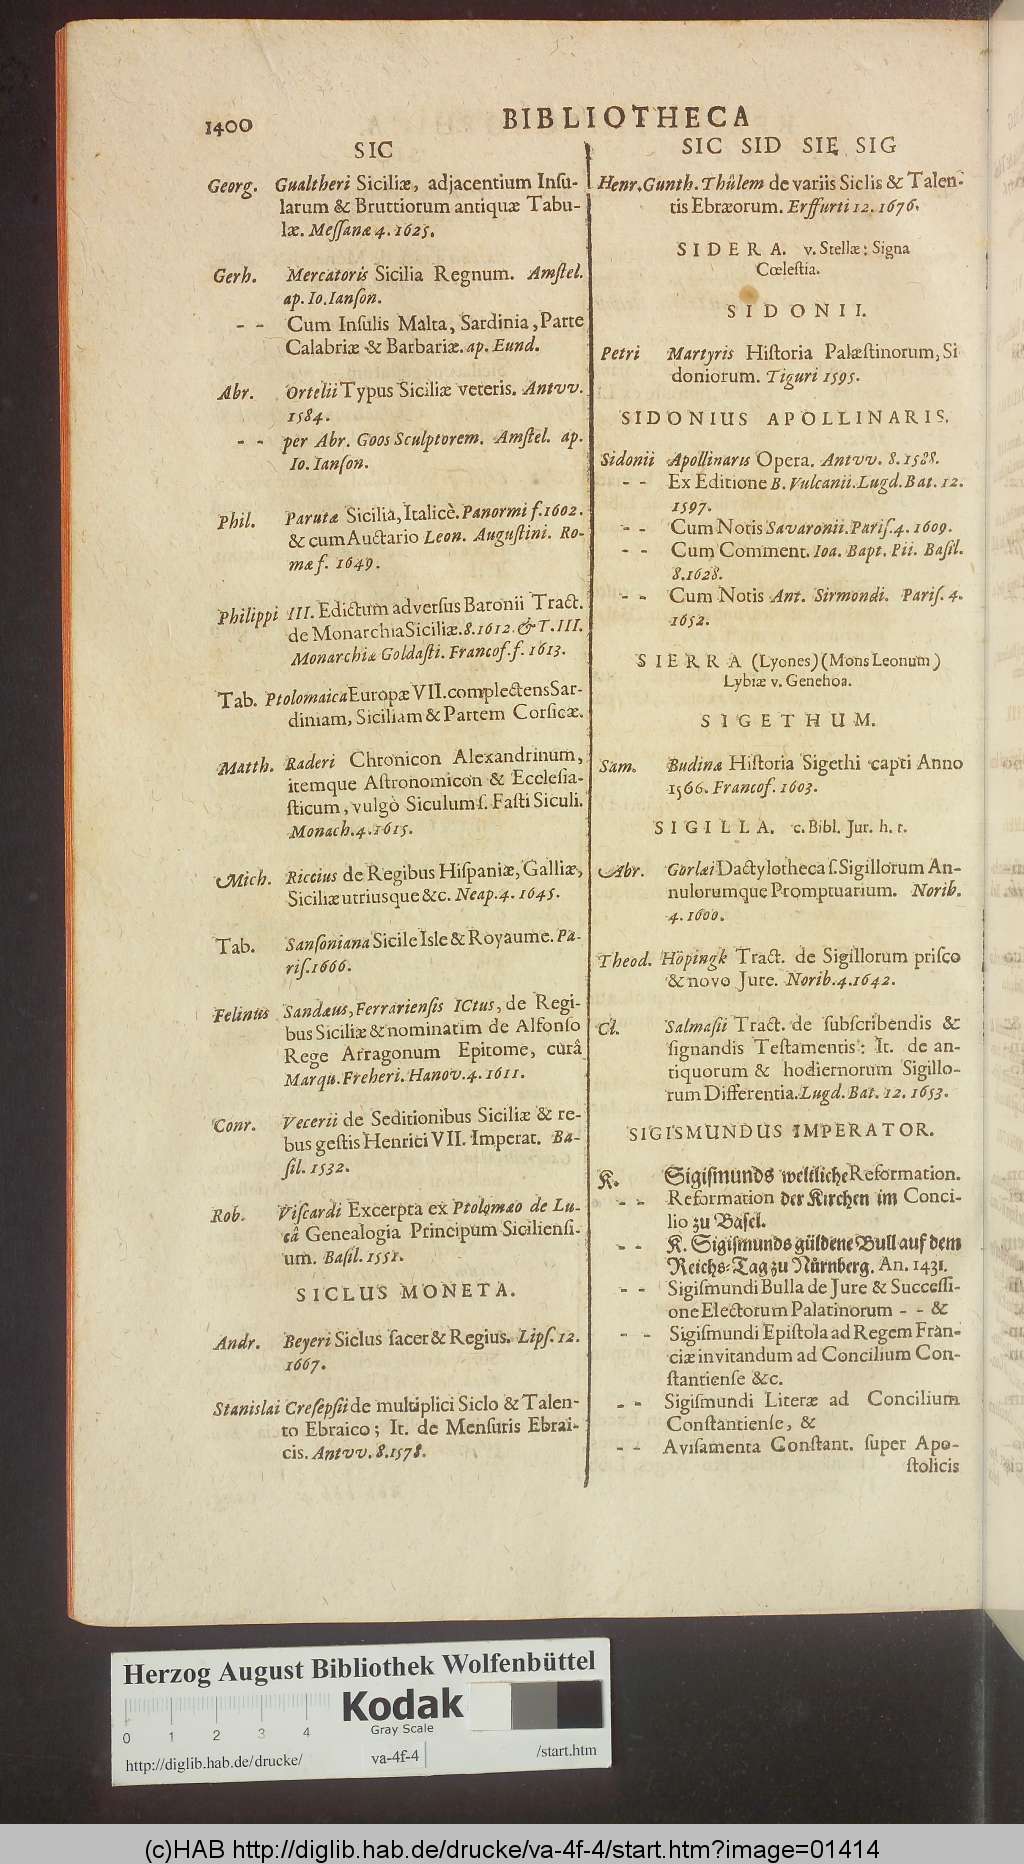 1400
BIBLIOTHECA
SIC
Georg. Gualtheri Siciliæ, adjacentium Inſu-
larum & Bruttiorum antiquæ Tabu-
læ. Meſſanæ 4. 1625.
Gerh. Mercatoris Sicilia Regnum. Amſtel.
ap. Io. Ianſon.
- - Cum Inſulis Malta, Sardinia, Parte
Calabriæ & Barbariæ. ap. Eund.
Abr. Ortelii Typus Siciliæ veteris. Antvv.
1584.
- - per Abr. Goos Sculptorem. Amſtel. ap.
Io. Ianſon.
Phil. Parutæ Sicilia, Italicè. Panormi f. 1602.
& cum Auctario Leon. Auguſtini. Ro-
mæ f. 1649.
Philippi III. Edictum adverſus Baronii Tract.
de Monarchia Siciliæ. 8. 1612. & T. III.
Monarchiæ Goldaſti. Francof. f. 1613.
Tab. Ptolomaica Europæ VII. complectens Sar-
diniam, Siciliam & Partem Corſicæ.
Matth. Raderi Chronicon Alexandrinum,
itemque Aſtronomicon & Eccleſia-
ſticum, vulgò Siculum ſ. Faſti Siculi.
Monach. 4. 1615.
Mich. Riccius de Regibus Hiſpaniæ, Galliæ,
Siciliæ utriusque &c. Neap. 4. 1645.
Tab. Sanſoniana Sicile Isle & Royaume. Pa-
riſ. 1666.
Felinus Sandæus, Ferrarienſis ICtus, de Regi-
bus Siciliæ & nominatim de Alfonſo
Rege Arragonum Epitome, curâ
Marqu. Freheri. Hanov. 4. 1611.
Conr. Vecerii de Seditionibus Siciliæ & re-
bus geſtis Henrici VII. Imperat. Ba-
ſil. 1532.
Rob. Viſcardi Excerpta ex Ptolomæo de Lu-
câ Genealogia Principum Sicilienſi-
um. Baſil. 1551.
SICLUS MONETA.
Andr. Beyeri Siclus ſacer & Regius. Lipſ. 12.
1667.
Stanislai Creſepſii de multiplici Siclo & Talen-
to Ebraico; It. de Menſuris Ebrai-
cis. Antvv. 8. 1578.
SIC SID SIE SIG
Henr. Gunth. Thülem de variis Siclis & Talen-
tis Ebræorum. Erffurti 12. 1676.
SIDERA. v. Stellæ; Signa
Cœleſtia.
SIDONII.
Petri Martyris Hiſtoria Palæſtinorum, Si
doniorum. Tiguri 1595.
SIDONIUS APOLLINARIS.
Sidonii Apollinaris Opera. Antvv. 8. 1588.
- - Ex Editione B. Vulcanii. Lugd. Bat. 12.
1597.
- - Cum Notis Savaronii. Pariſ. 4. 1609.
- - Cum Comment. Ioa. Bapt. Pii. Baſil.
8. 1628.
- - Cum Notis Ant. Sirmondi. Pariſ. 4.
1652.
SIERRA (Lyones) (Mons Leonum)
Lybiæ v. Genehoa.
SIGETHUM.
Sam. Budinæ Hiſtoria Sigethi capti Anno
1566. Francof. 1603.
SIGILLA. c. Bibl. Jur. h. t.
Abr. Gorlæi Dactylotheca ſ. Sigillorum An-
nulorumque Promptuarium. Norib.
4. 1600.
Theod. Höpingk Tract. de Sigillorum priſco
& novo Jure. Norib. 4. 1642.
Cl. Salmaſii Tract. de ſubſcribendis &
ſignandis Teſtamentis: It. de an-
tiquorum & hodiernorum Sigillo-
rum Differentia. Lugd. Bat. 12. 1653.
SIGISMUNDUS IMPERATOR.
K. Sigiſmunds weltliche Reformation.
- - Reformation der Kirchen im Conci-
lio zu Baſel.
- - K. Sigiſmunds güldene Bull auf dem
Reichs-Tag zu Nürnberg. An. 1431.
- - Sigiſmundi Bulla de Jure & Succeſſi-
one Electorum Palatinorum - - &
- - Sigiſmundi Epiſtola ad Regem Fran-
ciæ invitandum ad Concilium Con-
ſtantienſe &c.
- - Sigiſmundi Literæ ad Concilium
Conſtantienſe, &
- - Aviſamenta Conſtant. ſuper Apo-
ſtolicis
Herzog August Bibliothek Wolfenbüttel
Kodak
Gray Scale
0 1 2 3 4
http://diglib.hab.de/drucke/ va-4f-4 /start.htm
(c)HAB http://diglib.hab.de/drucke/va-4f-4/start.htm?image=01414